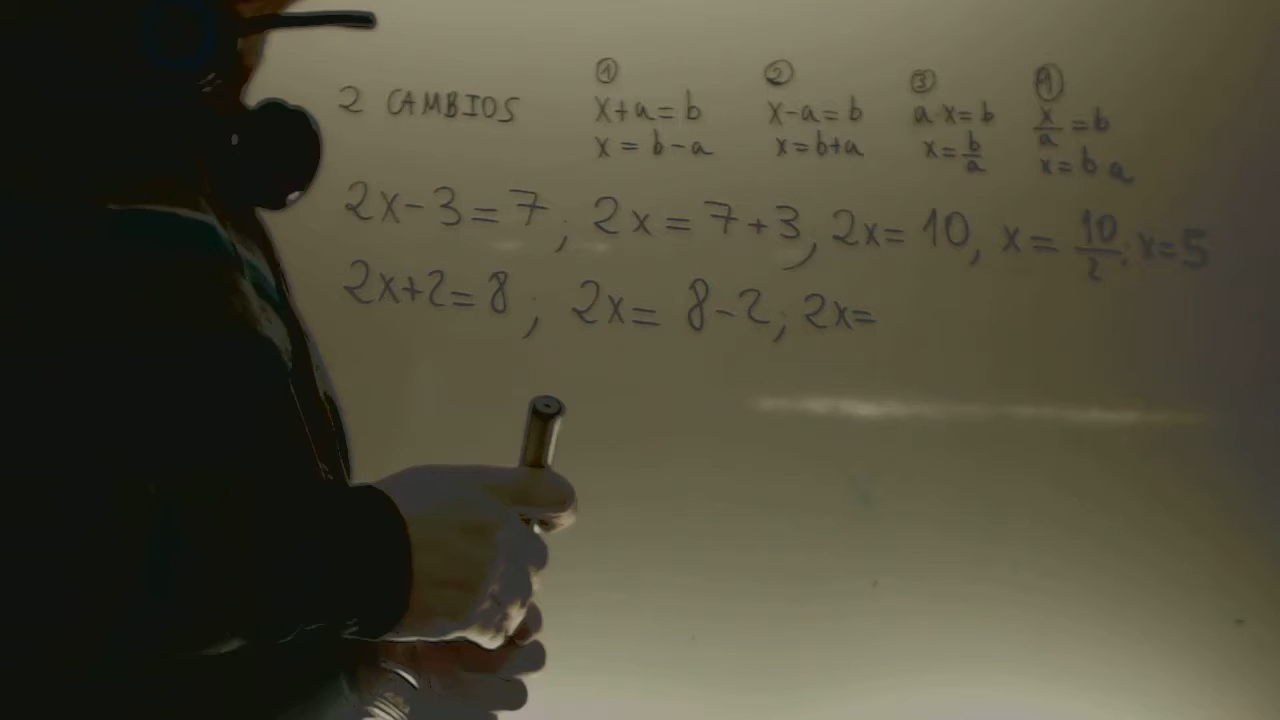 ① ② ③ ④
2 CAMBIOS x+a=b x-a=b a·x=b x/a=b
x=b-a x=b+a x=b/a x=b·a
2x-3=7; 2x=7+3, 2x=10, x=10/2; x=5
2x+2=8; 2x=8-2; 2x=